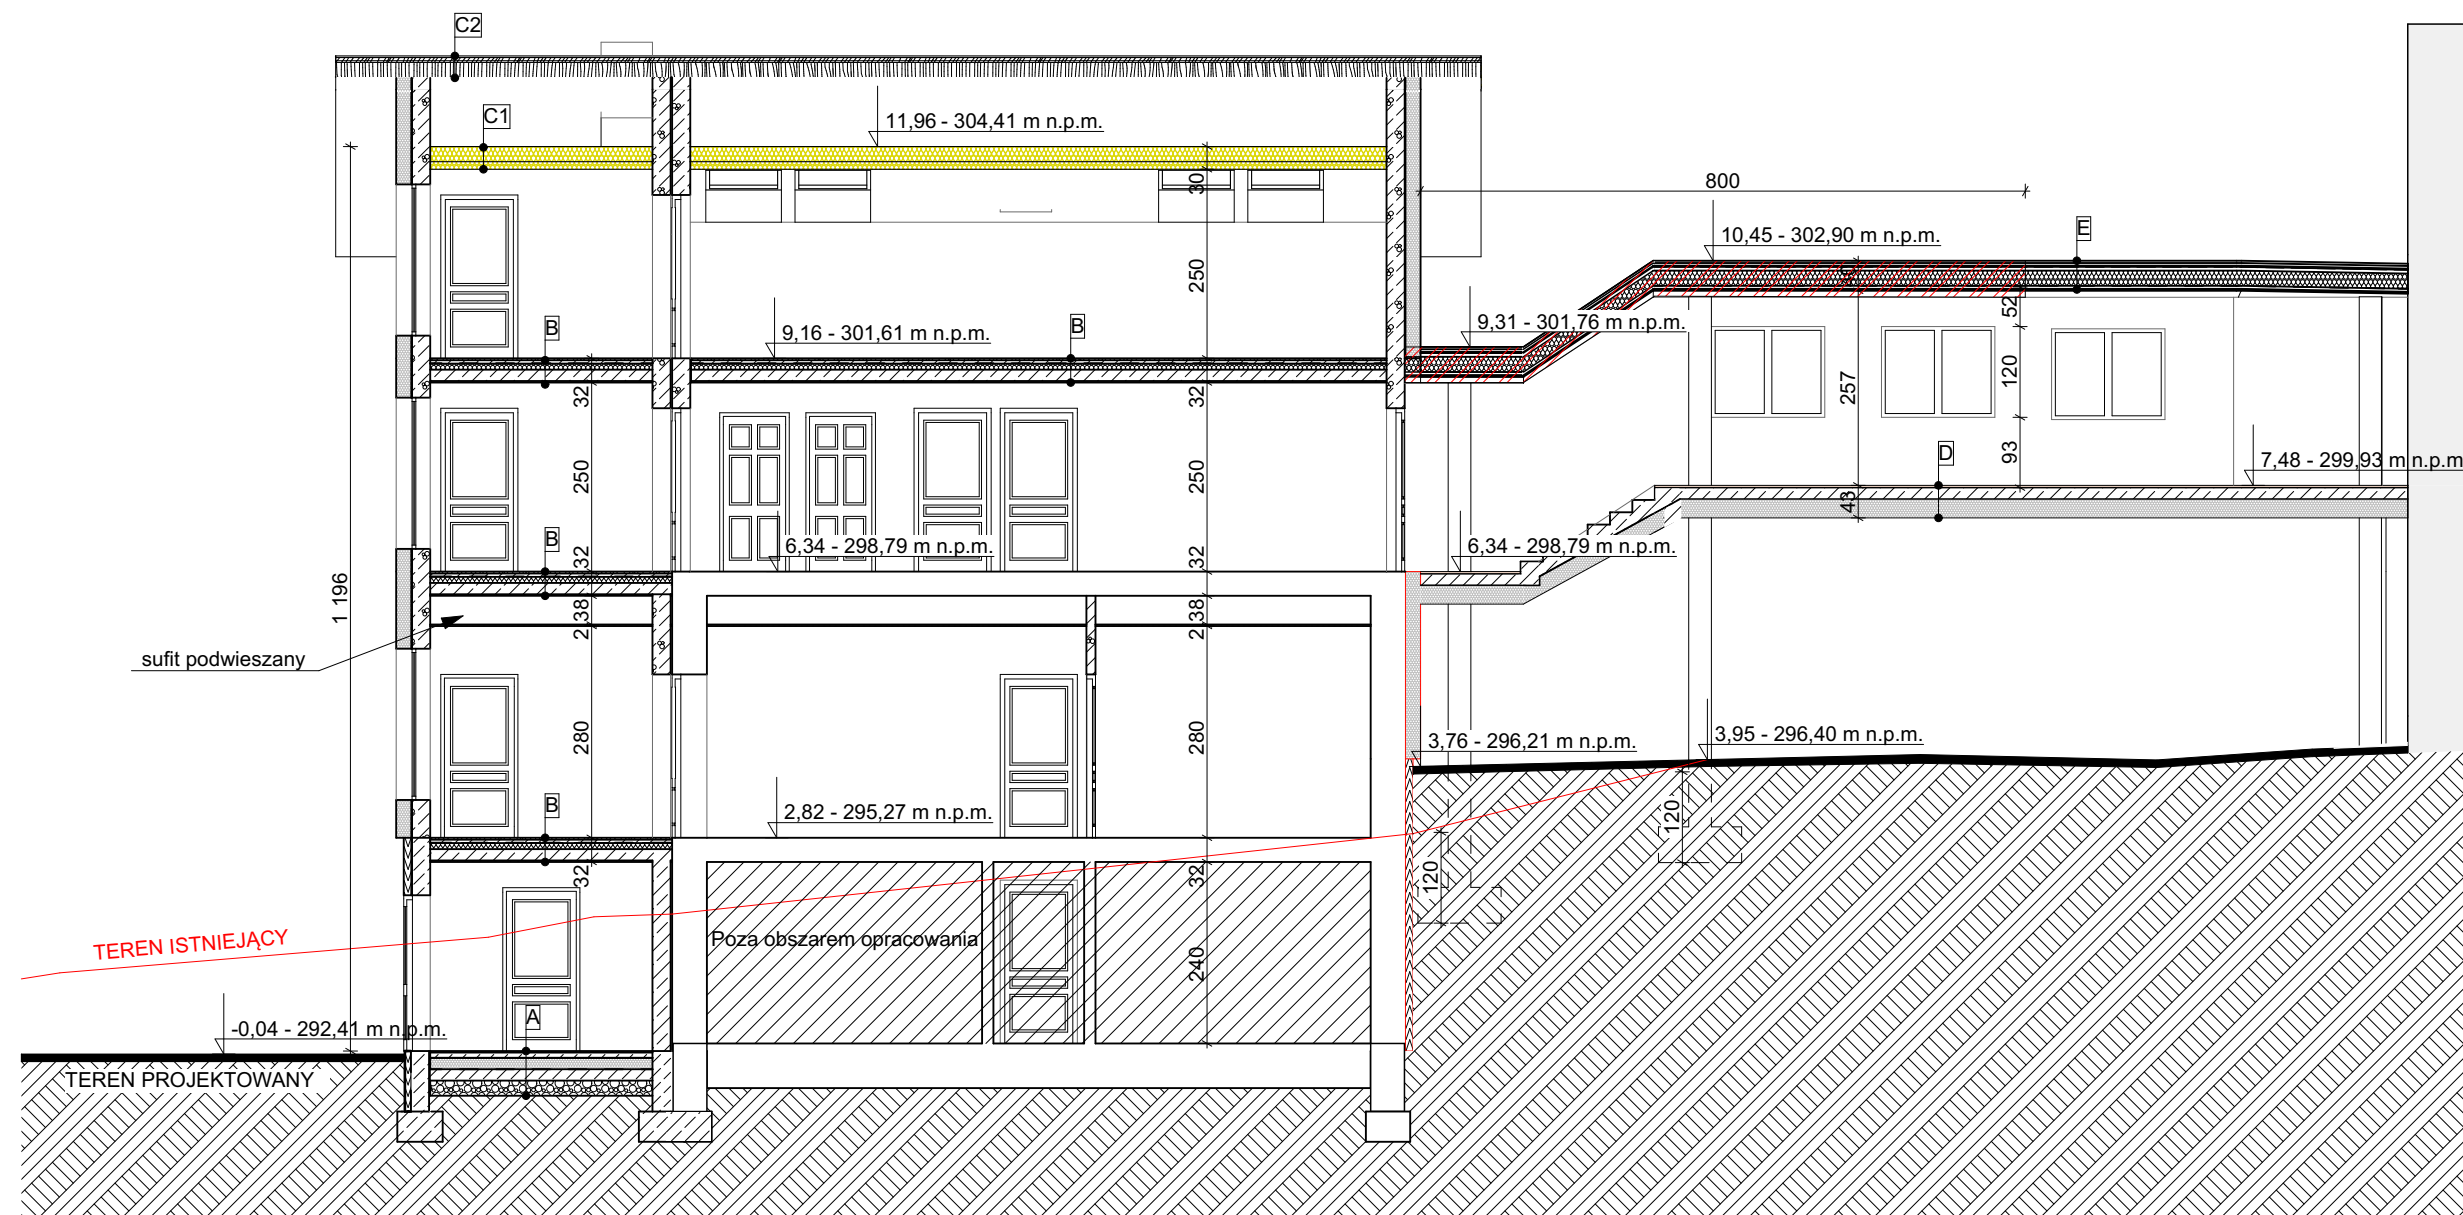 C2
C1
11,96 - 304,41 m n.p.m.
30
800
10,45 - 302,90 m n.p.m.
E
250
52
B
9,16 - 301,61 m n.p.m.
B
9,31 - 301,76 m n.p.m.
120
257
32
32
93
D
7,48 - 299,93 m n.p.m
250
250
43
B
32
6,34 - 298,79 m n.p.m.
32
6,34 - 298,79 m n.p.m.
1 196
2,38
2,38
sufit podwieszany
280
280
3,76 - 296,21 m n.p.m.
3,95 - 296,40 m n.p.m.
B
2,82 - 295,27 m n.p.m.
120
32
32
120
TEREN ISTNIEJĄCY
Poza obszarem opracowania
240
A
-0,04 - 292,41 m n.p.m.
TEREN PROJEKTOWANY